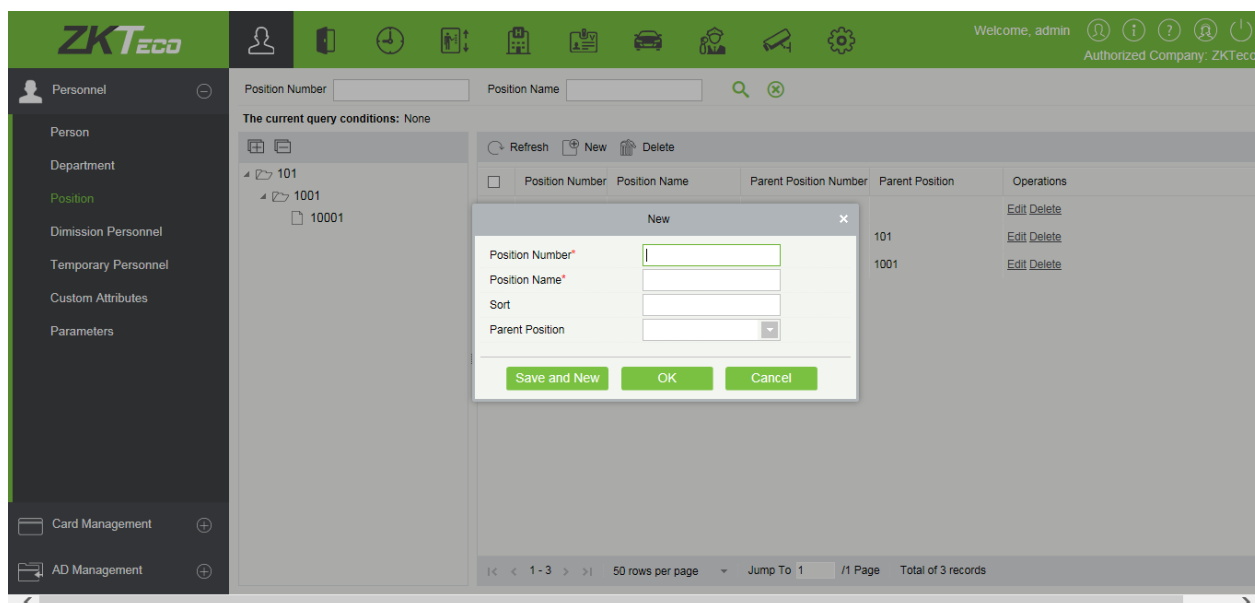 ZKTeco
Welcome, admin
Authorized Company: ZKTeco
Personnel
Person
Department
Position
Dimission Personnel
Temporary Personnel
Custom Attributes
Parameters
Card Management
AD Management
Position Number
Position Name
The current query conditions: None
101
1001
10001
Refresh New Delete
Position Number Position Name Parent Position Number Parent Position Operations
Edit Delete
101 Edit Delete
1001 Edit Delete
New
Position Number*
Position Name*
Sort
Parent Position
Save and New OK Cancel
1 - 3 50 rows per page Jump To 1 /1 Page Total of 3 records